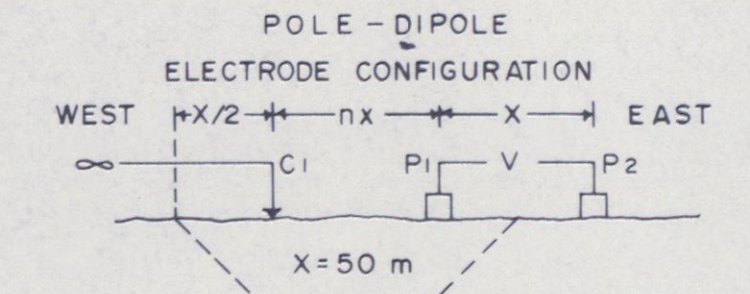 POLE - DIPOLE
ELECTRODE CONFIGURATION
WEST X/2 nx X EAST
∞ C1 P1 V P2
X = 50 m